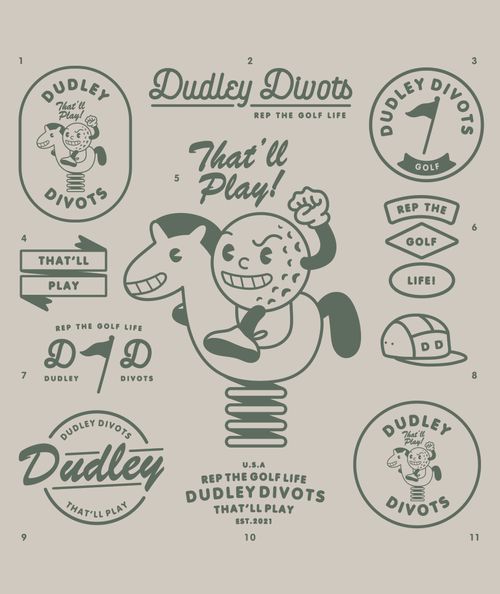 1
2
3
DUDLEY
That'll
Play!
DIVOTS
Dudley Divots
REP THE GOLF LIFE
DUDLEY DIVOTS
GOLF
5
That'll
Play!
REP THE
GOLF
LIFE!
6
4
THAT'LL
PLAY
REP THE GOLF LIFE
D D
DUDLEY DIVOTS
7
D D
8
DUDLEY DIVOTS
Dudley
THAT'LL PLAY
U.S.A
REP THE GOLF LIFE
DUDLEY DIVOTS
THAT'LL PLAY
EST.2021
DUDLEY
That'll
Play!
DIVOTS
9
10
11